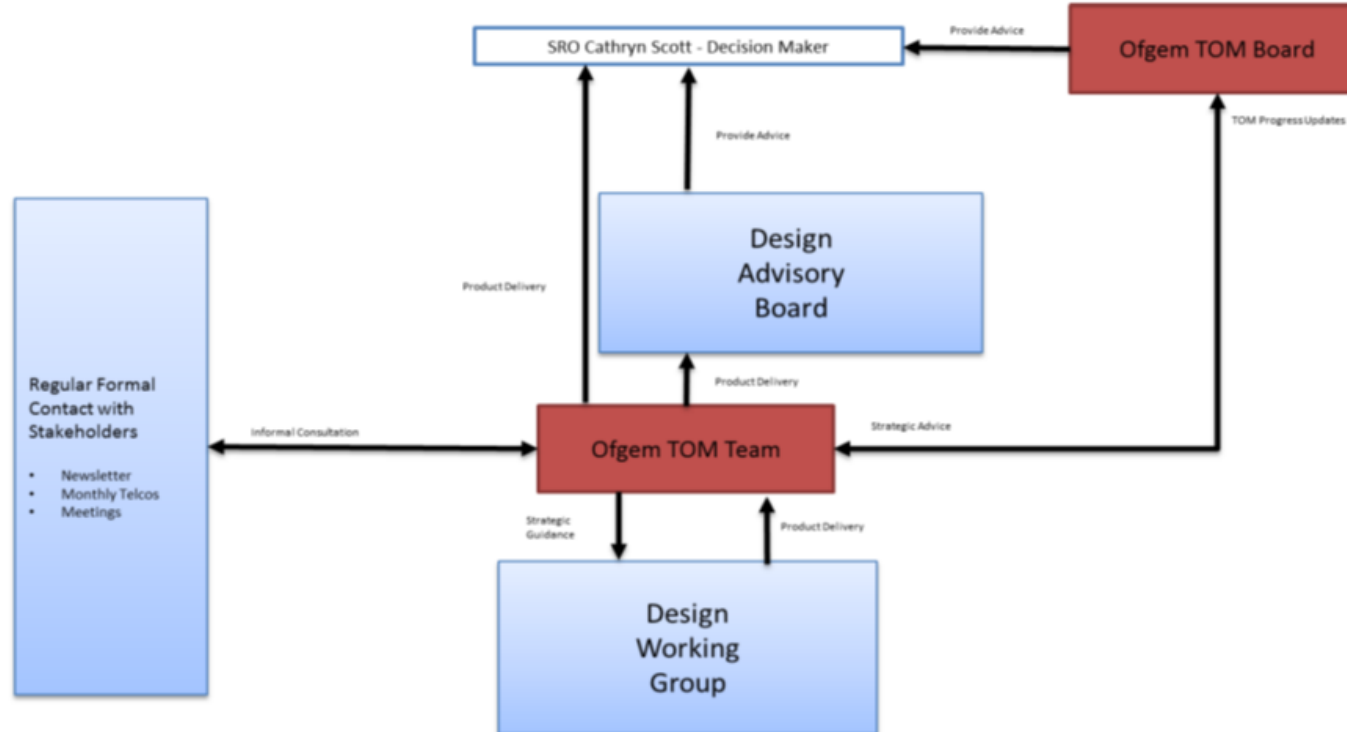 SRO Cathryn Scott - Decision Maker
Provide Advice
Ofgem TOM Board
TOM Progress Updates
Provide Advice
Design
Advisory
Board
Product Delivery
Product Delivery
Regular Formal
Contact with
Stakeholders
• Newsletter
• Monthly Telcos
• Meetings
Informal Consultation
Ofgem TOM Team
Strategic Advice
Strategic
Guidance
Product Delivery
Design
Working
Group